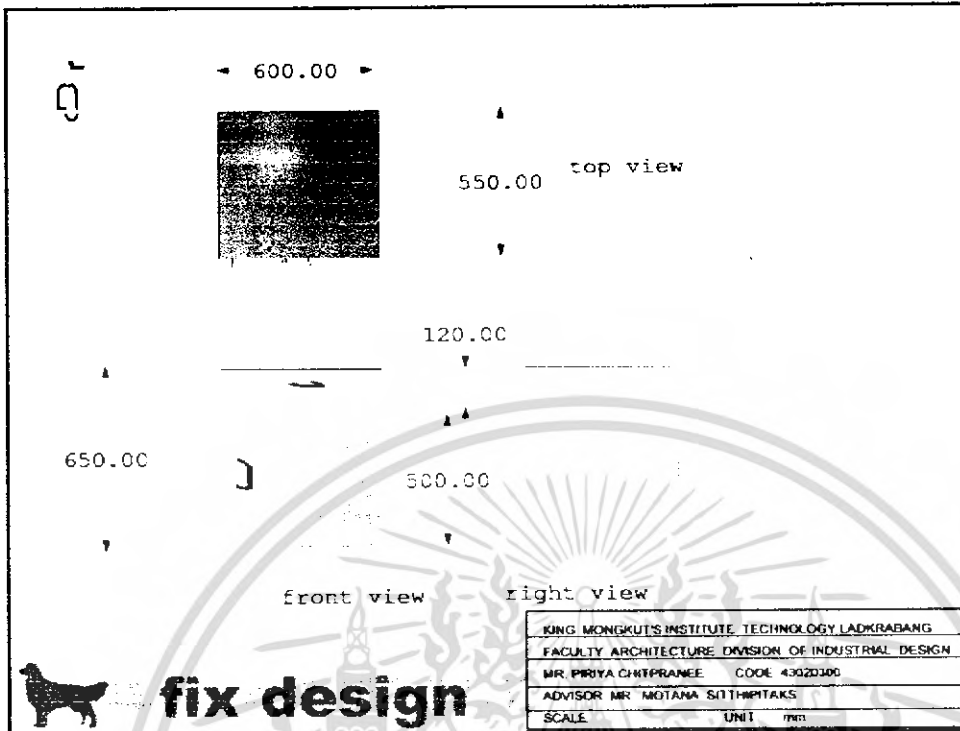 600.00
550.00 top view
120.00
650.00
500.00
front view right view
KING MONGKUT'S INSTITUTE TECHNOLOGY LADKRABANG
FACULTY ARCHITECTURE DIVISION OF INDUSTRIAL DESIGN
MR. PIRIYA CHITPRANEE CODE 43020300
ADVISOR MR MOTANA SITTHIPITAKS
SCALE UNIT mm
fix design